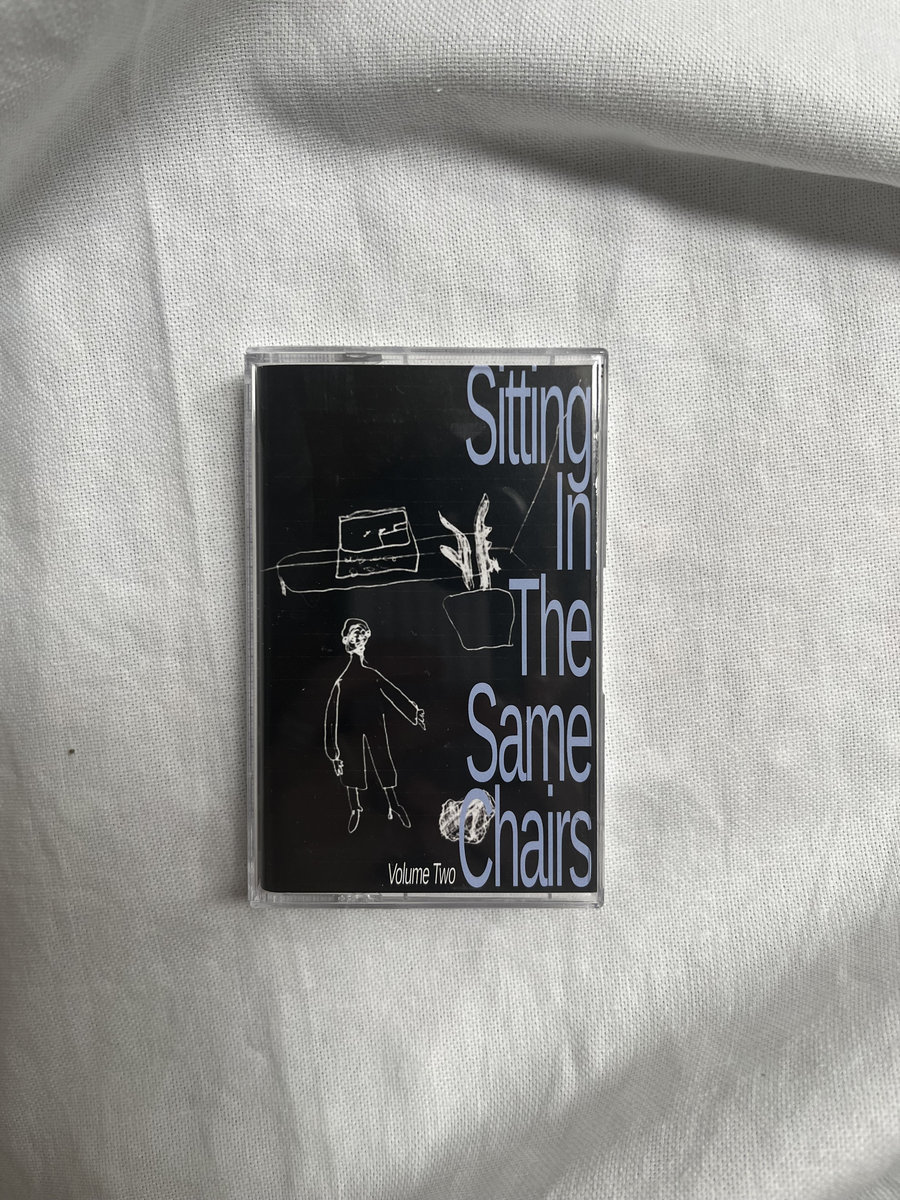 Sitting
In
The
Same
Chairs
Volume Two